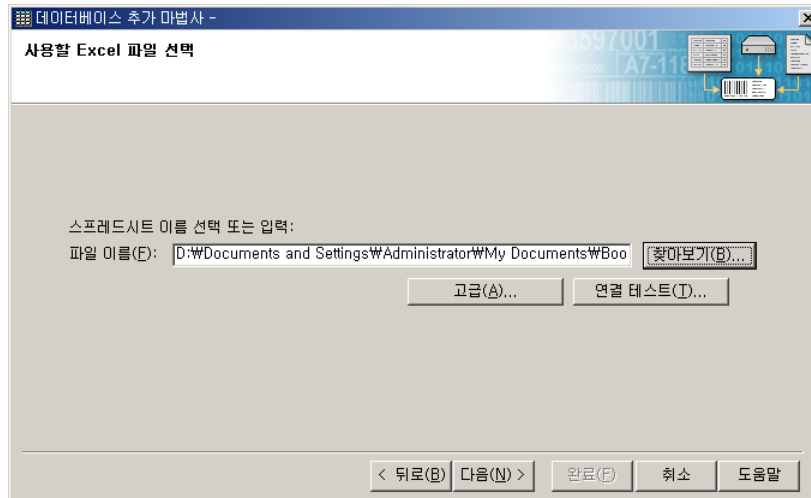 데이터베이스 추가 마법사 -
사용할 Excel 파일 선택
3597001
A7-118
스프레드시트 이름 선택 또는 입력:
파일 이름(F): D:₩Documents and Settings₩Administrator₩My Documents₩Boo 찾아보기(B)...
고급(A)... 연결 테스트(T)...
< 뒤로(B) 다음(N) > 완료(F) 취소 도움말